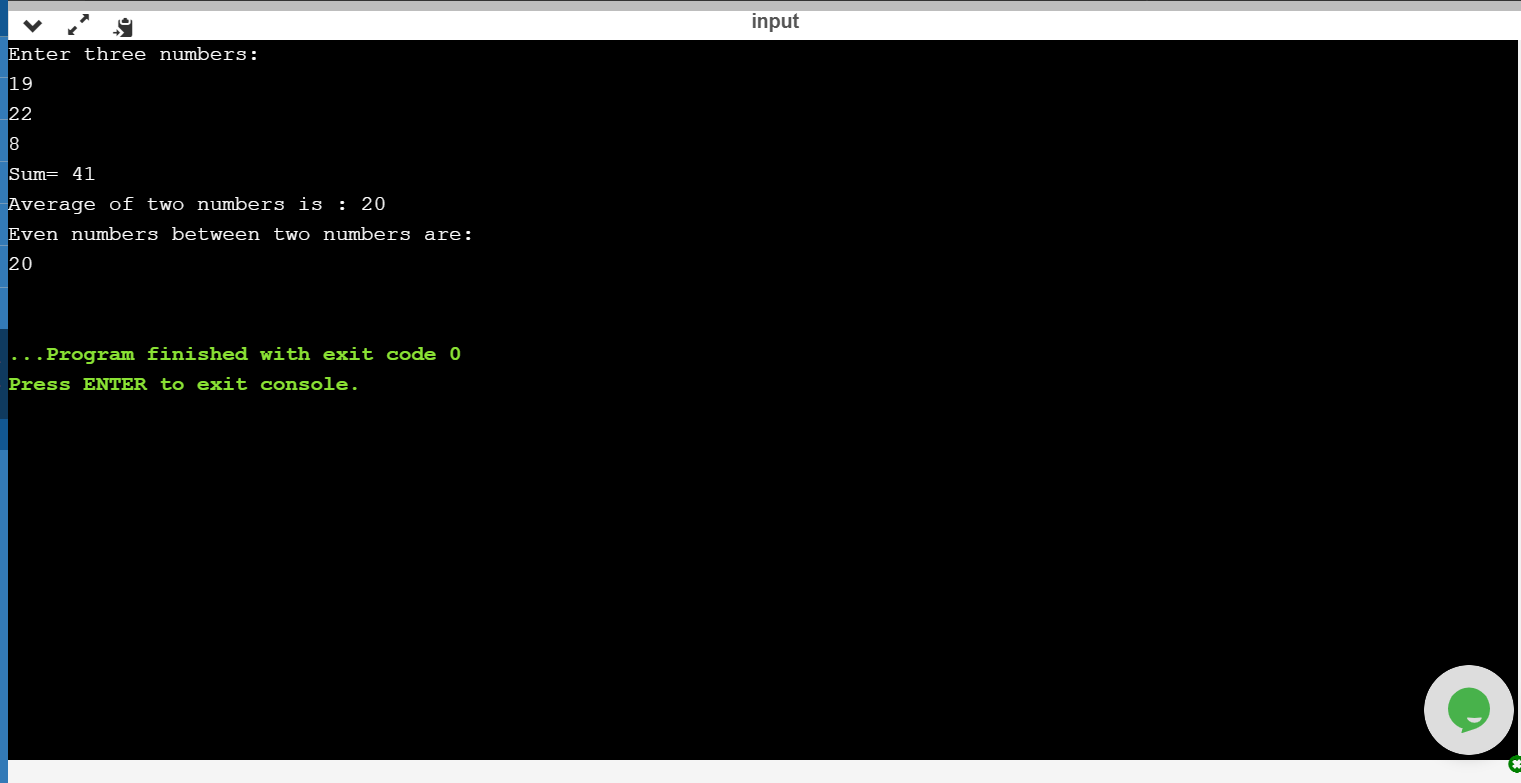 input
Enter three numbers:
19
22
8
Sum= 41
Average of two numbers is : 20
Even numbers between two numbers are:
20
...Program finished with exit code 0
Press ENTER to exit console.